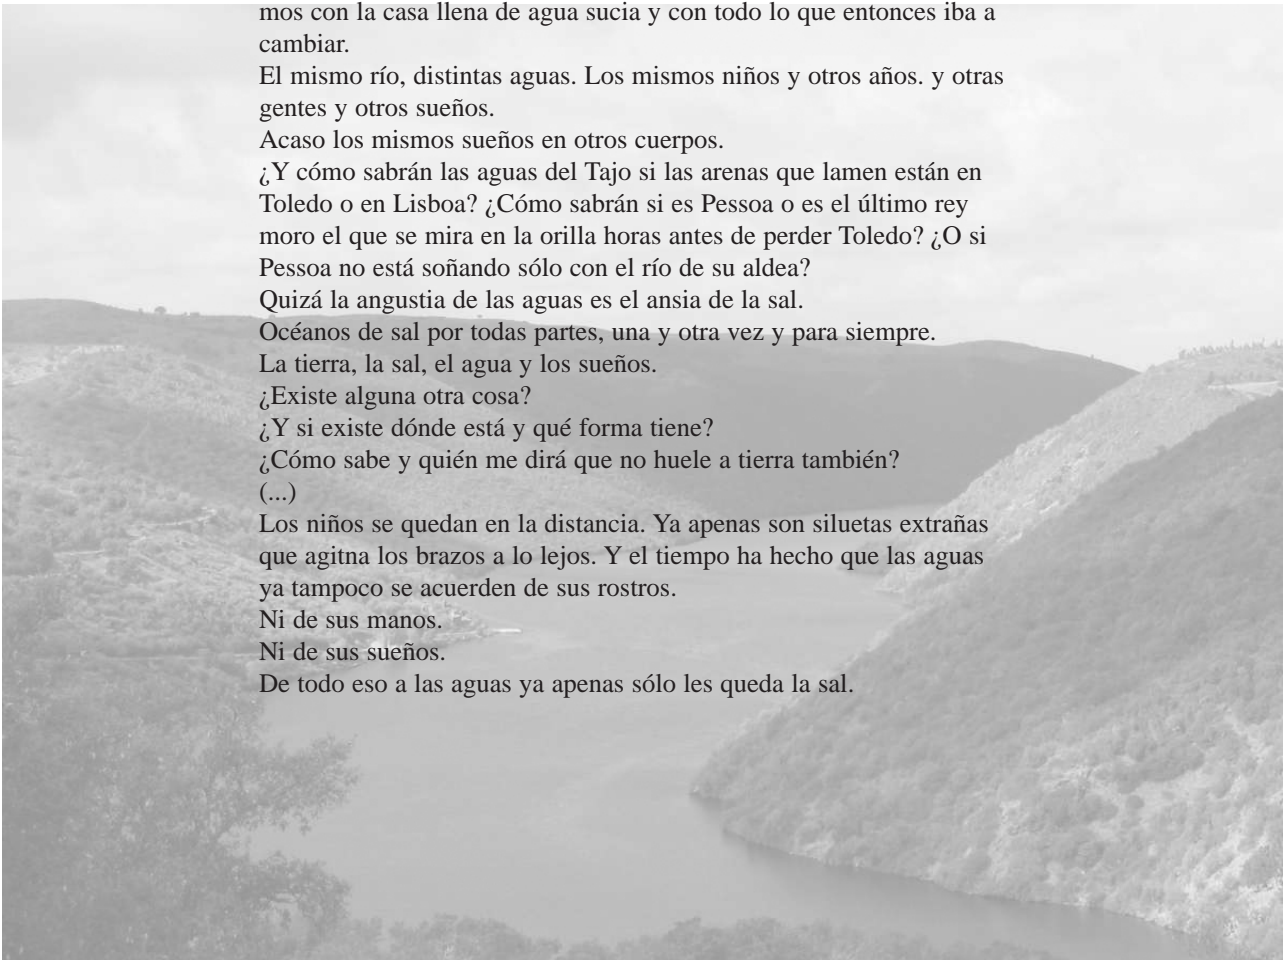 mos con la casa llena de agua sucia y con todo lo que entonces iba a
cambiar.
El mismo río, distintas aguas. Los mismos niños y otros años. y otras
gentes y otros sueños.
Acaso los mismos sueños en otros cuerpos.
¿Y cómo sabrán las aguas del Tajo si las arenas que lamen están en
Toledo o en Lisboa? ¿Cómo sabrán si es Pessoa o es el último rey
moro el que se mira en la orilla horas antes de perder Toledo? ¿O si
Pessoa no está soñando sólo con el río de su aldea?
Quizá la angustia de las aguas es el ansia de la sal.
Océanos de sal por todas partes, una y otra vez y para siempre.
La tierra, la sal, el agua y los sueños.
¿Existe alguna otra cosa?
¿Y si existe dónde está y qué forma tiene?
¿Cómo sabe y quién me dirá que no huele a tierra también?
(...)
Los niños se quedan en la distancia. Ya apenas son siluetas extrañas
que agitna los brazos a lo lejos. Y el tiempo ha hecho que las aguas
ya tampoco se acuerden de sus rostros.
Ni de sus manos.
Ni de sus sueños.
De todo eso a las aguas ya apenas sólo les queda la sal.